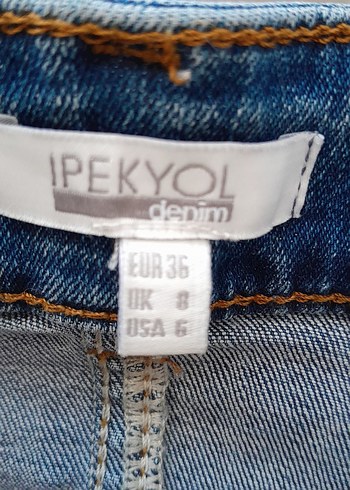 IPEKYOL
denim
EUR 36
UK 8
USA 6